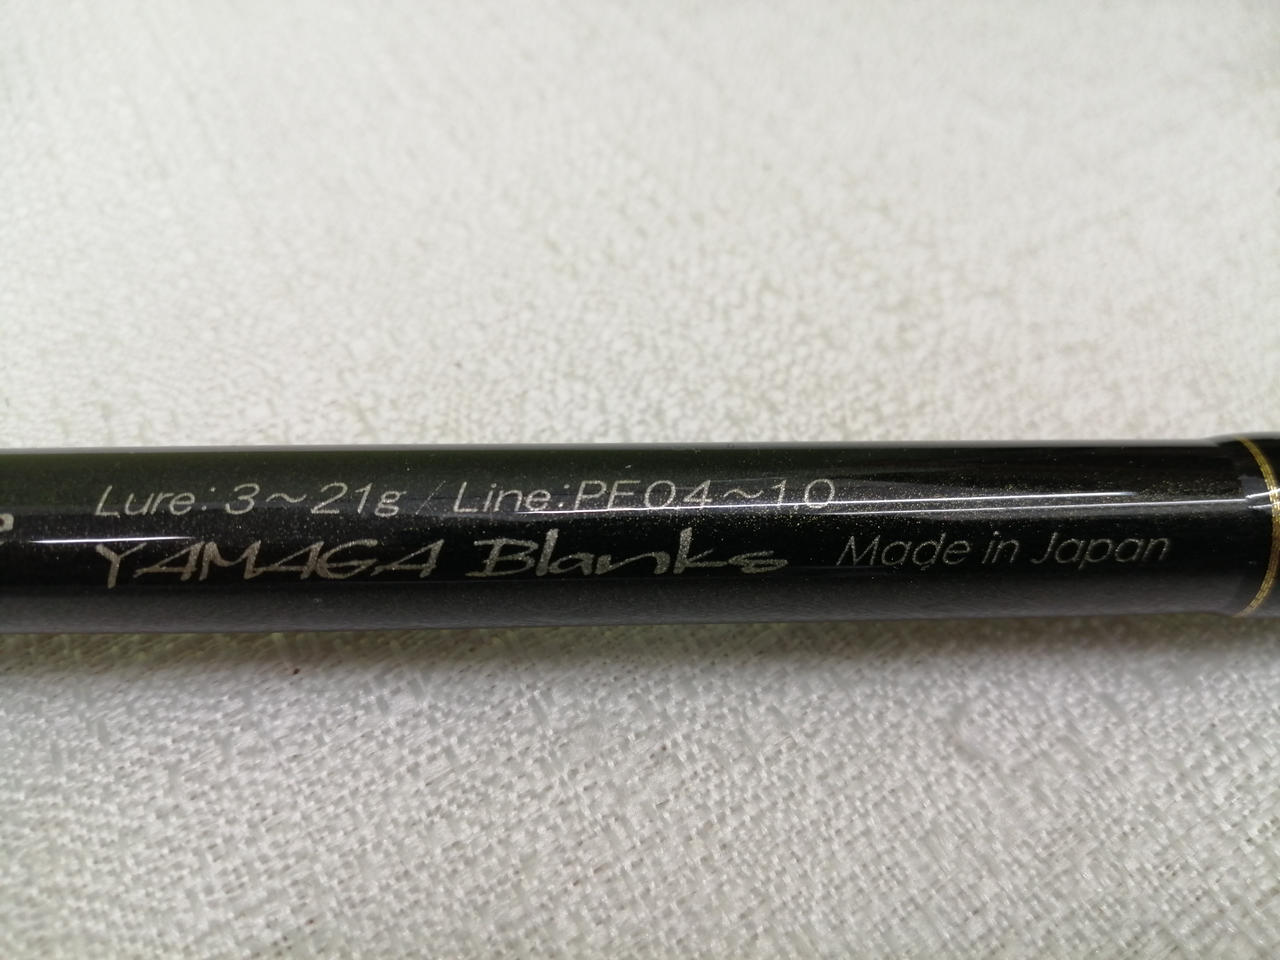 Lure:3～21g / Line:PE0.4～1.0
YAMAGA Blanks Made in Japan